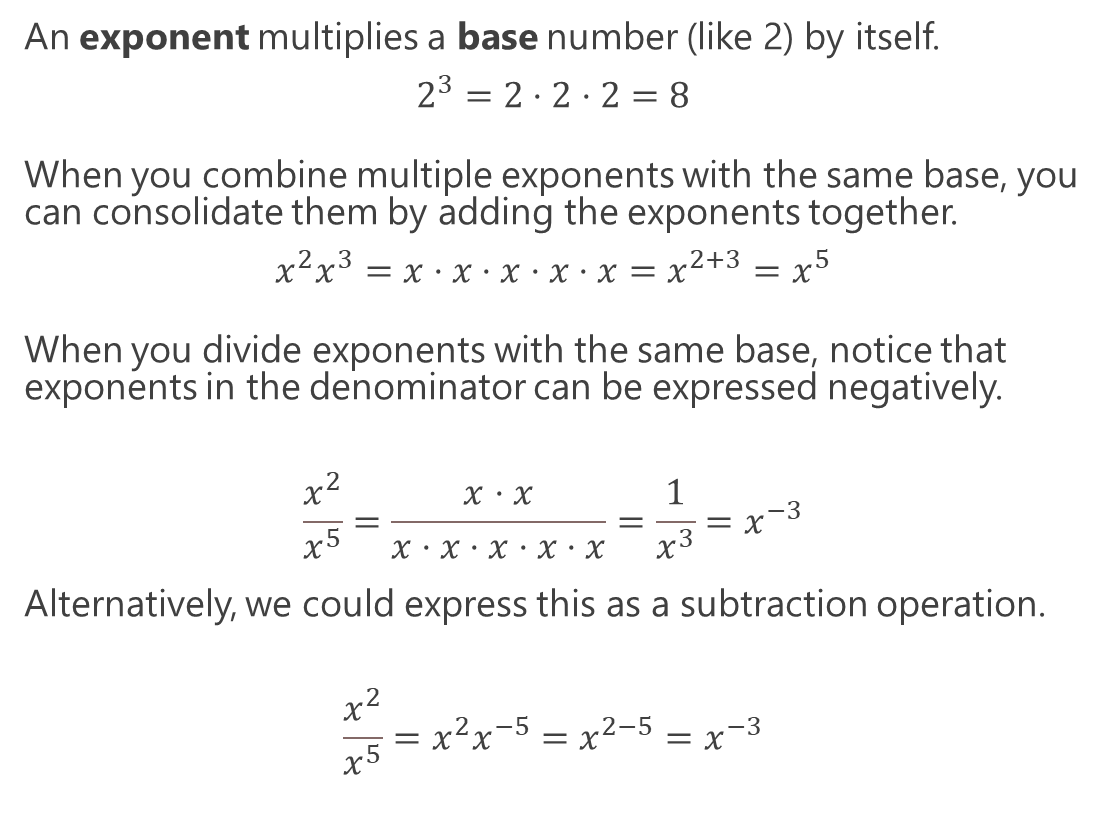 An exponent multiplies a base number (like 2) by itself.
2³ = 2 · 2 · 2 = 8
When you combine multiple exponents with the same base, you
can consolidate them by adding the exponents together.
x²x³ = x · x · x · x · x = x²⁺³ = x⁵
When you divide exponents with the same base, notice that
exponents in the denominator can be expressed negatively.
x²/x⁵ = (x · x)/(x · x · x · x · x) = 1/x³ = x⁻³
Alternatively, we could express this as a subtraction operation.
x²/x⁵ = x²x⁻⁵ = x²⁻⁵ = x⁻³